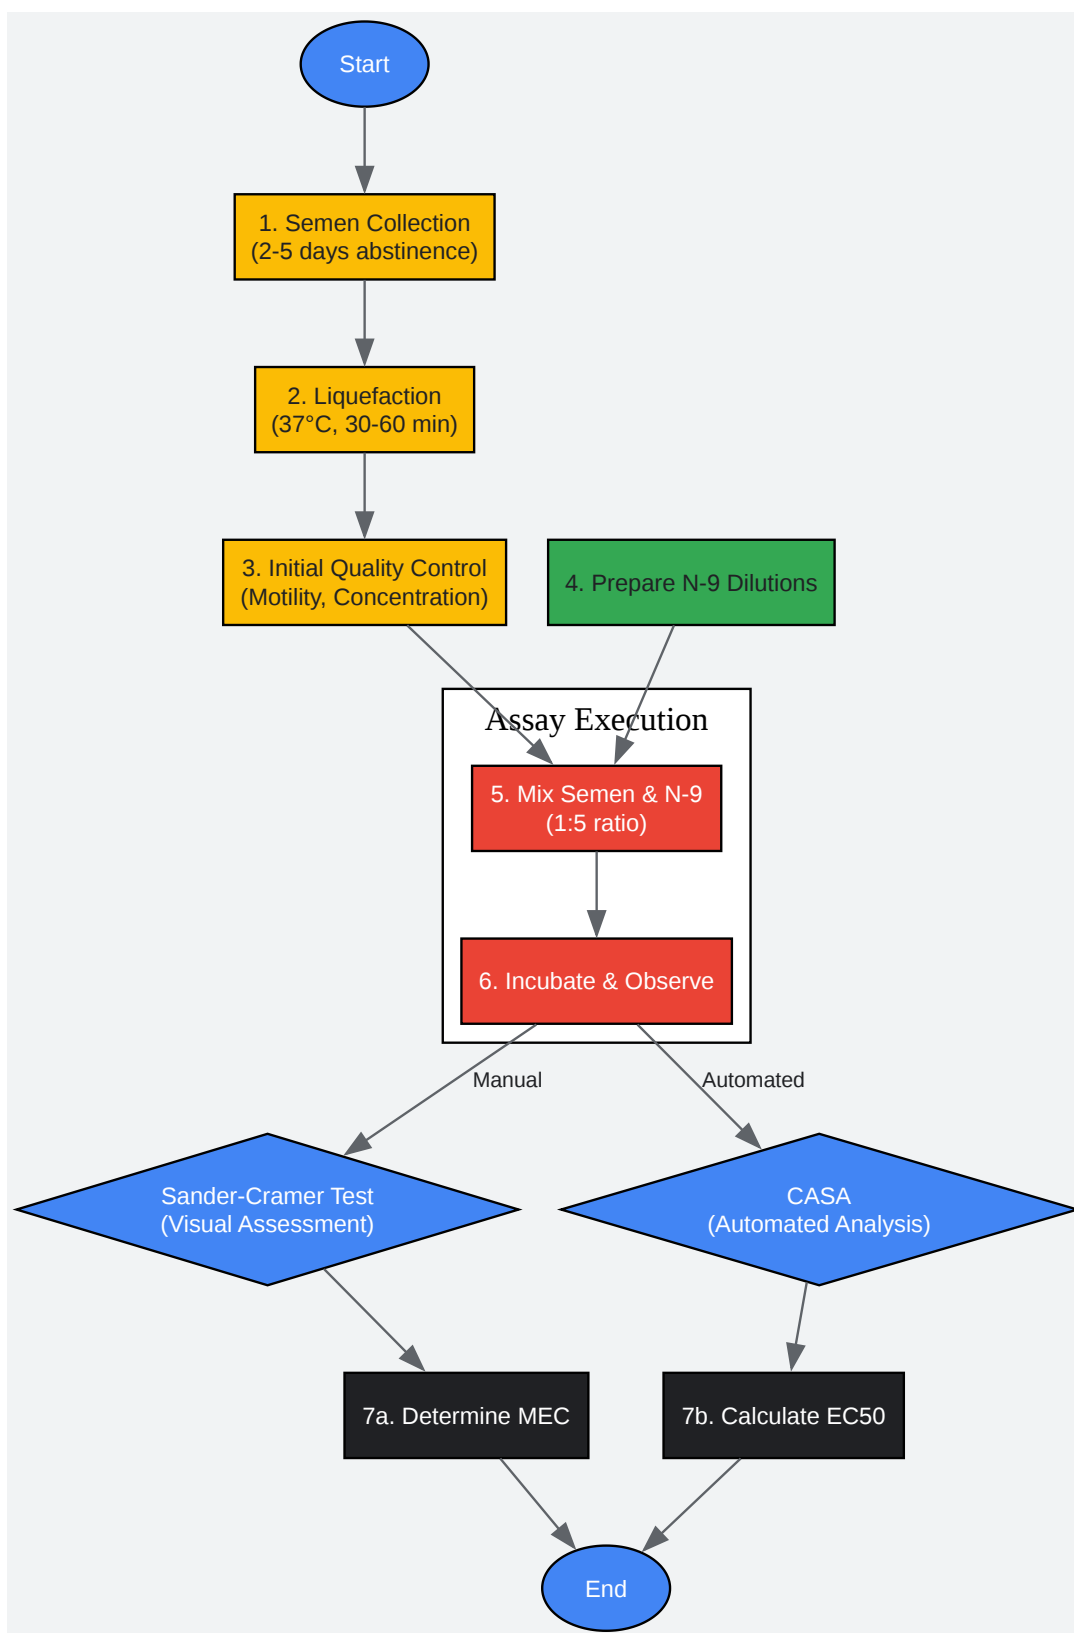 Start
1. Semen Collection
(2-5 days abstinence)
2. Liquefaction
(37°C, 30-60 min)
3. Initial Quality Control
(Motility, Concentration)
4. Prepare N-9 Dilutions
Assay Execution
5. Mix Semen & N-9
(1:5 ratio)
6. Incubate & Observe
Manual
Automated
Sander-Cramer Test
(Visual Assessment)
CASA
(Automated Analysis)
7a. Determine MEC
7b. Calculate EC50
End